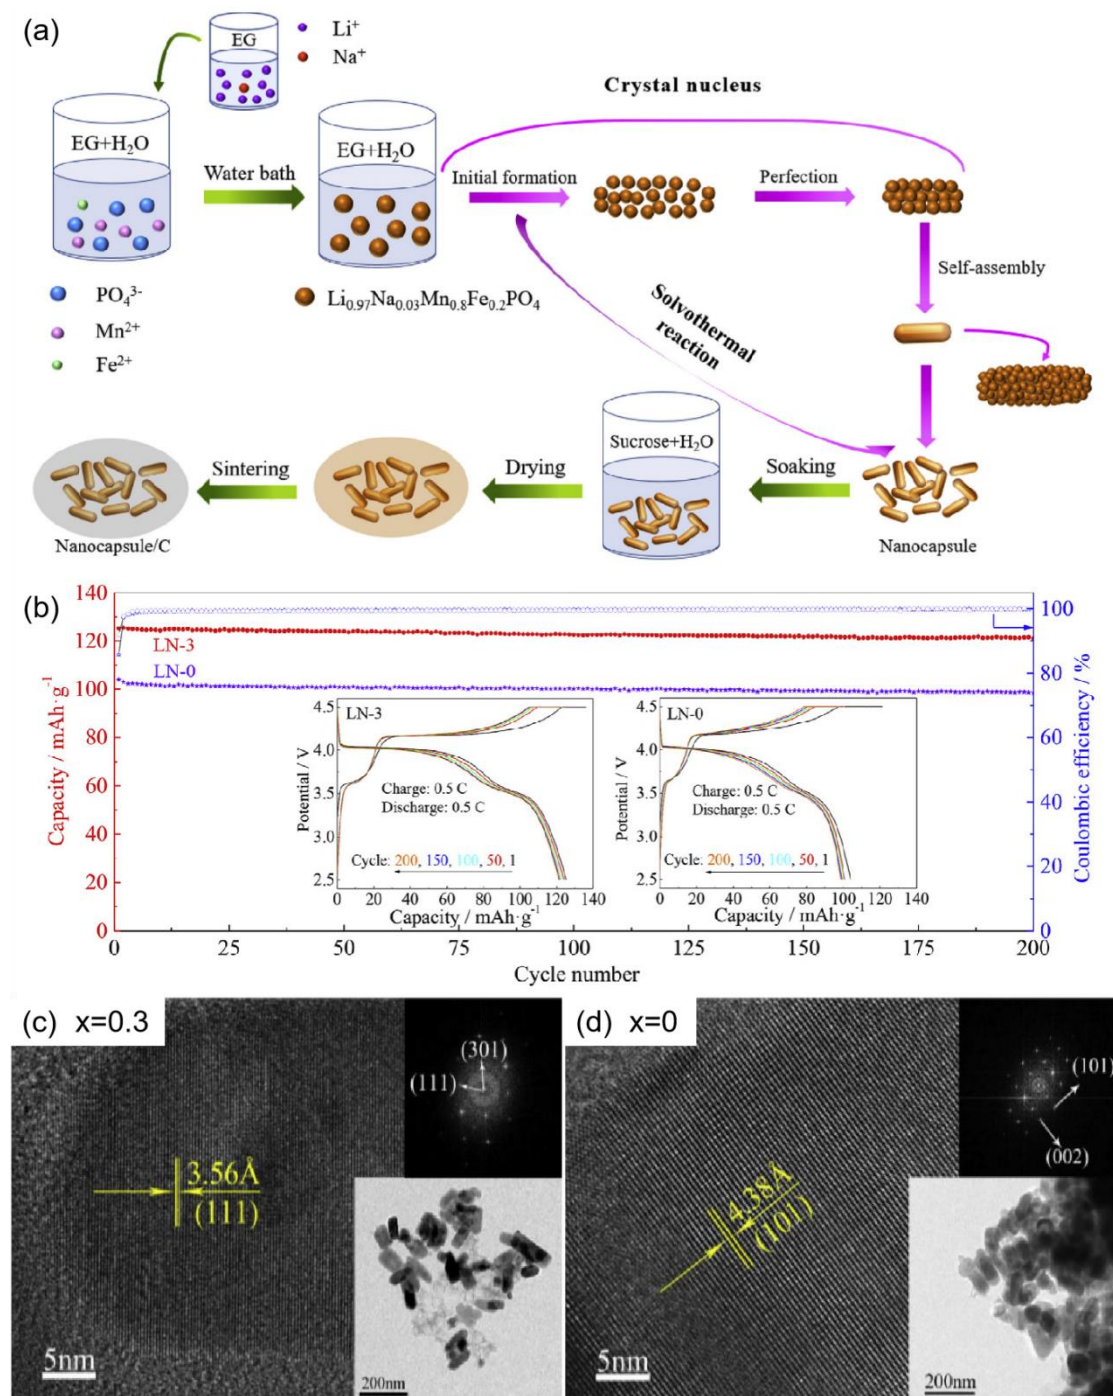 (a)
EG
Li⁺
Na⁺
EG+H₂O
Water bath
EG+H₂O
Crystal nucleus
Initial formation
Perfection
Self-assembly
PO₄³⁻
Mn²⁺
Fe²⁺
Li₀.₉₇Na₀.₀₃Mn₀.₈Fe₀.₂PO₄
Solvothermal
reaction
Sucrose+H₂O
Soaking
Drying
Sintering
Nanocapsule/C
Nanocapsule
(b)
140
120
100
80
60
40
20
0
Capacity / mAh·g⁻¹
0
25
50
75
100
125
150
175
200
Cycle number
100
80
60
40
20
0
Coulombic efficiency / %
LN-3
LN-0
4.5
4.0
3.5
3.0
2.5
Potential / V
LN-3
Charge: 0.5 C
Discharge: 0.5 C
Cycle: 200, 150, 100, 50, 1
0 20 40 60 80 100 120 140
Capacity / mAh·g⁻¹
4.5
4.0
3.5
3.0
2.5
Potential / V
LN-0
Charge: 0.5 C
Discharge: 0.5 C
Cycle: 200, 150, 100, 50, 1
0 20 40 60 80 100 120 140
Capacity / mAh·g⁻¹
(c) x=0.3
(301)
(111)
3.56Å
(111)
5nm
200nm
(d) x=0
(101)
(002)
4.38Å
(101)
5nm
200nm